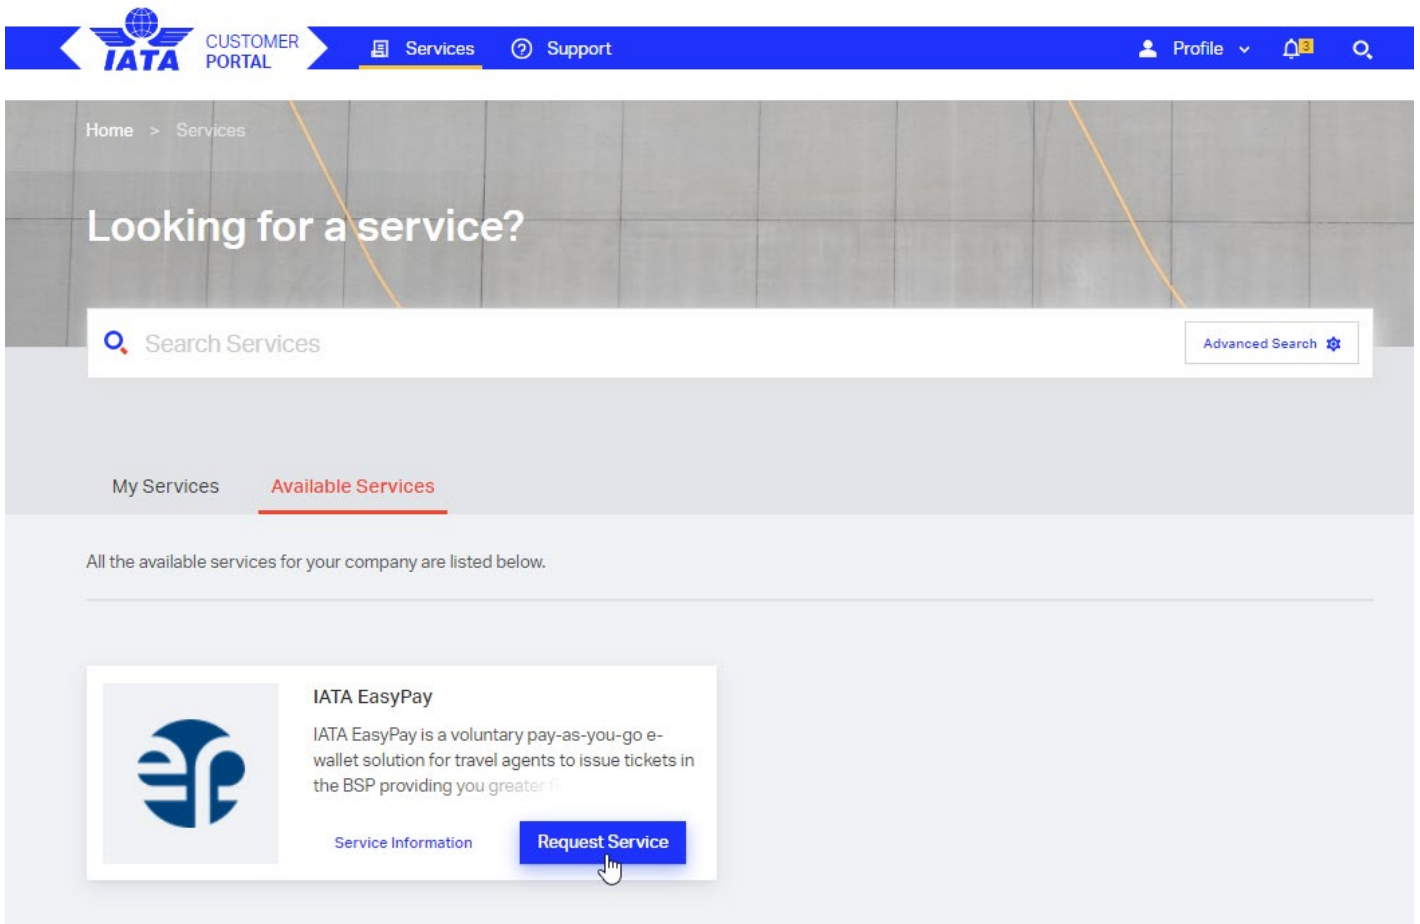 IATA
CUSTOMER
PORTAL
Services
Support
Profile
3
Home > Services
Looking for a service?
Search Services
Advanced Search
My Services
Available Services
All the available services for your company are listed below.
ep
IATA EasyPay
IATA EasyPay is a voluntary pay-as-you-go e-
wallet solution for travel agents to issue tickets in
the BSP providing you greater
Service Information
Request Service